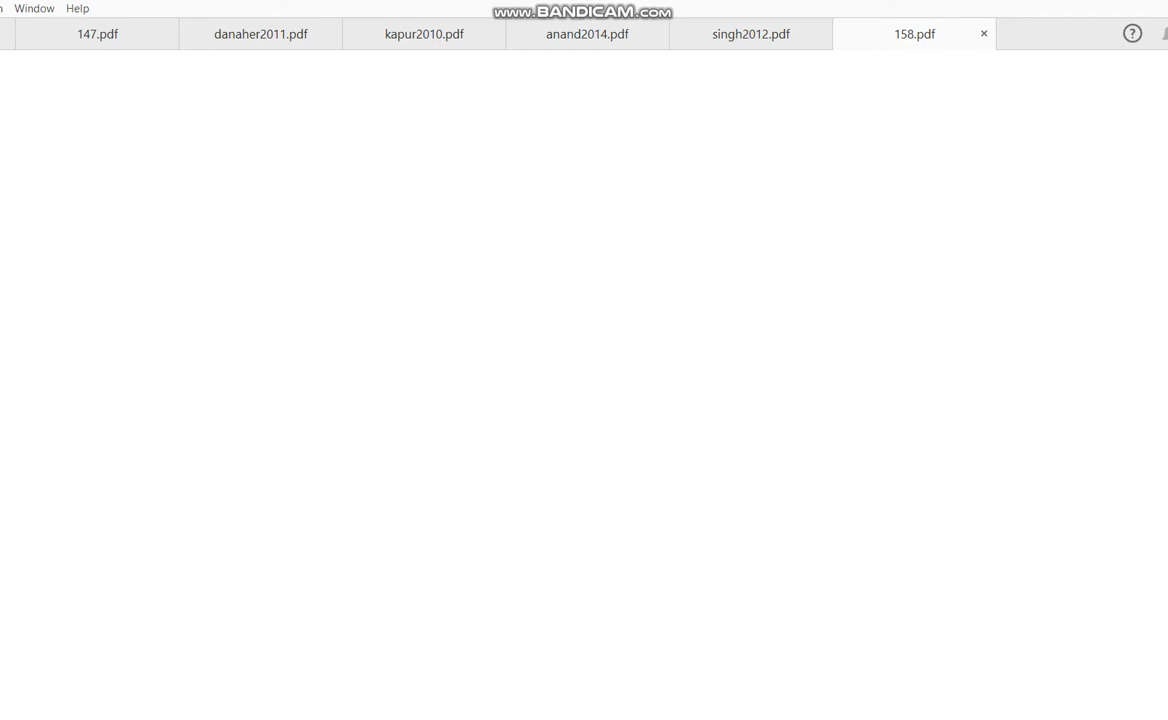 Window Help
www.BANDICAM.com
147.pdf danaher2011.pdf kapur2010.pdf anand2014.pdf singh2012.pdf 158.pdf × ?